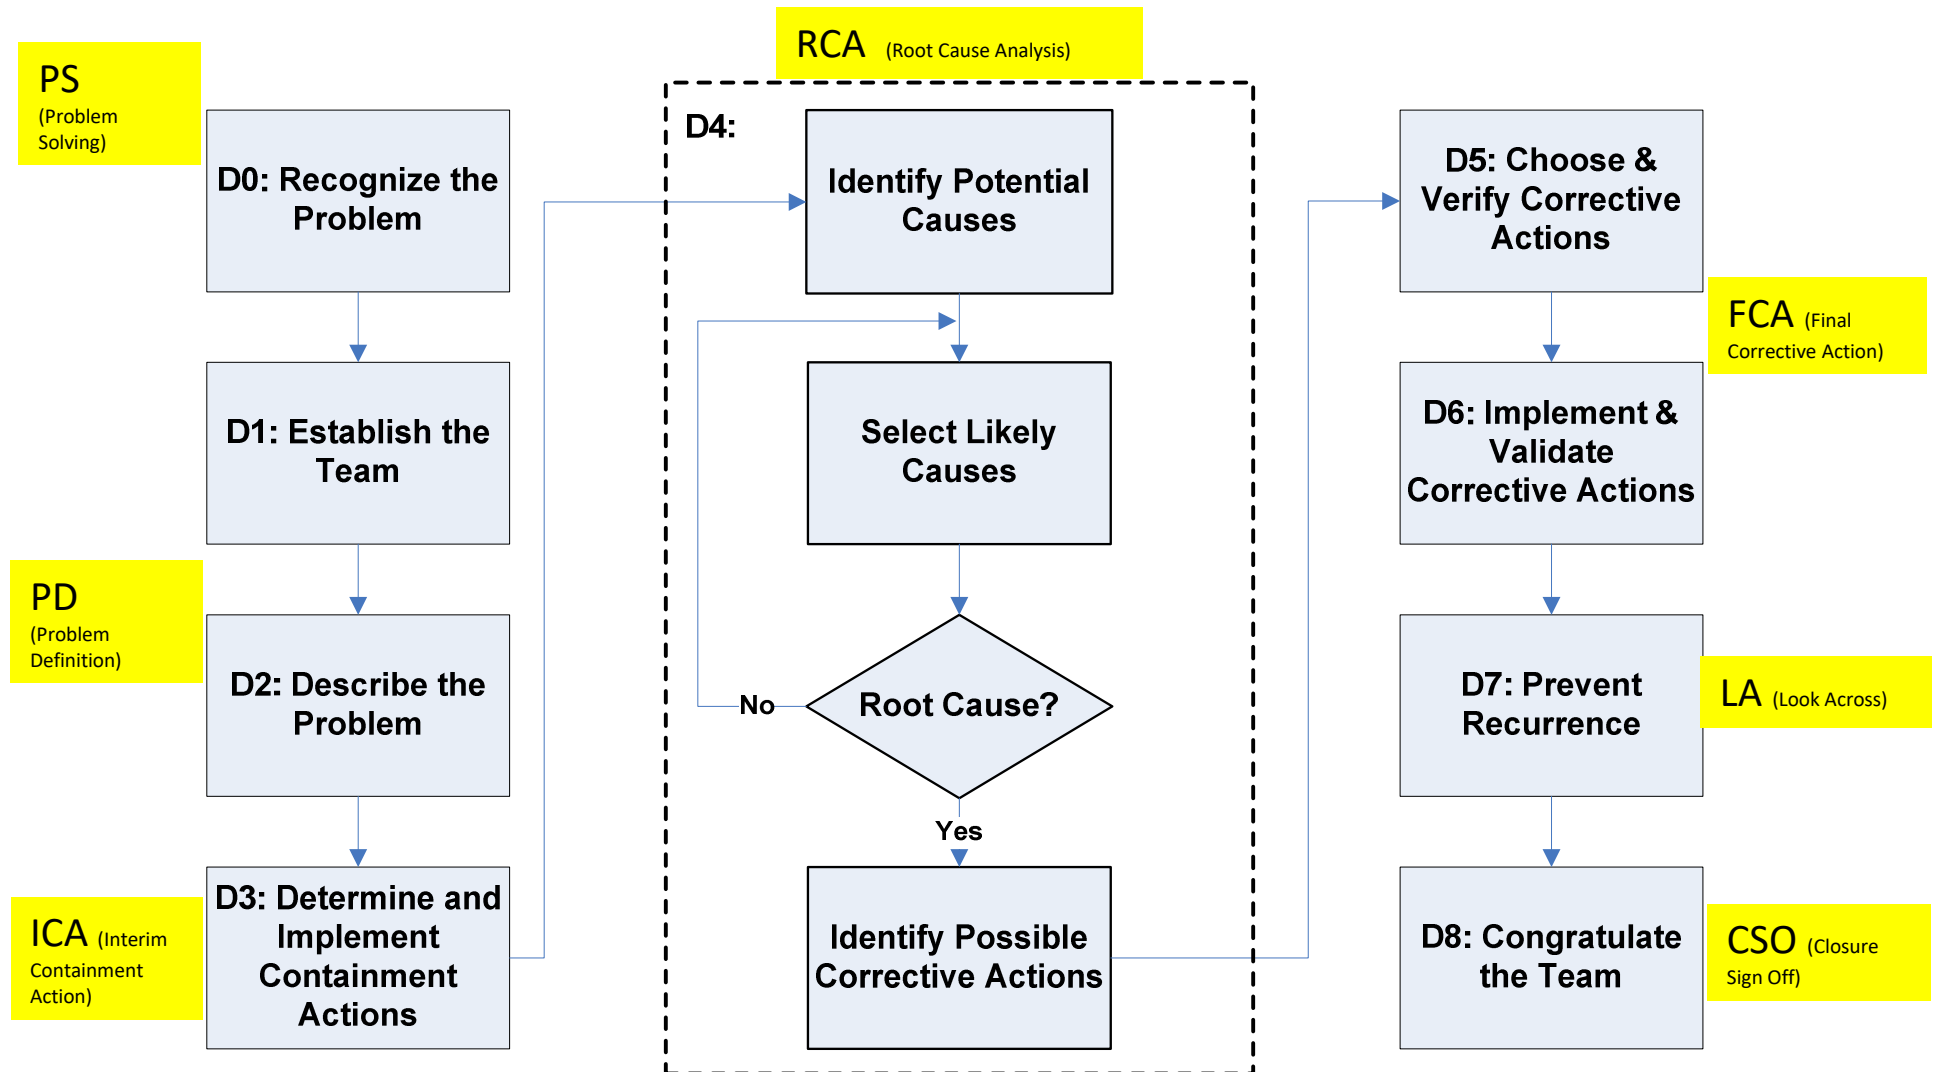 PS
(Problem
Solving)
D0: Recognize the
Problem
D1: Establish the
Team
PD
(Problem
Definition)
D2: Describe the
Problem
ICA (Interim
Containment
Action)
D3: Determine and
Implement
Containment
Actions
RCA (Root Cause Analysis)
D4:
Identify Potential
Causes
Select Likely
Causes
Root Cause?
No
Yes
Identify Possible
Corrective Actions
D5: Choose &
Verify Corrective
Actions
FCA (Final
Corrective Action)
D6: Implement &
Validate
Corrective Actions
D7: Prevent
Recurrence
LA (Look Across)
D8: Congratulate
the Team
CSO (Closure
Sign Off)